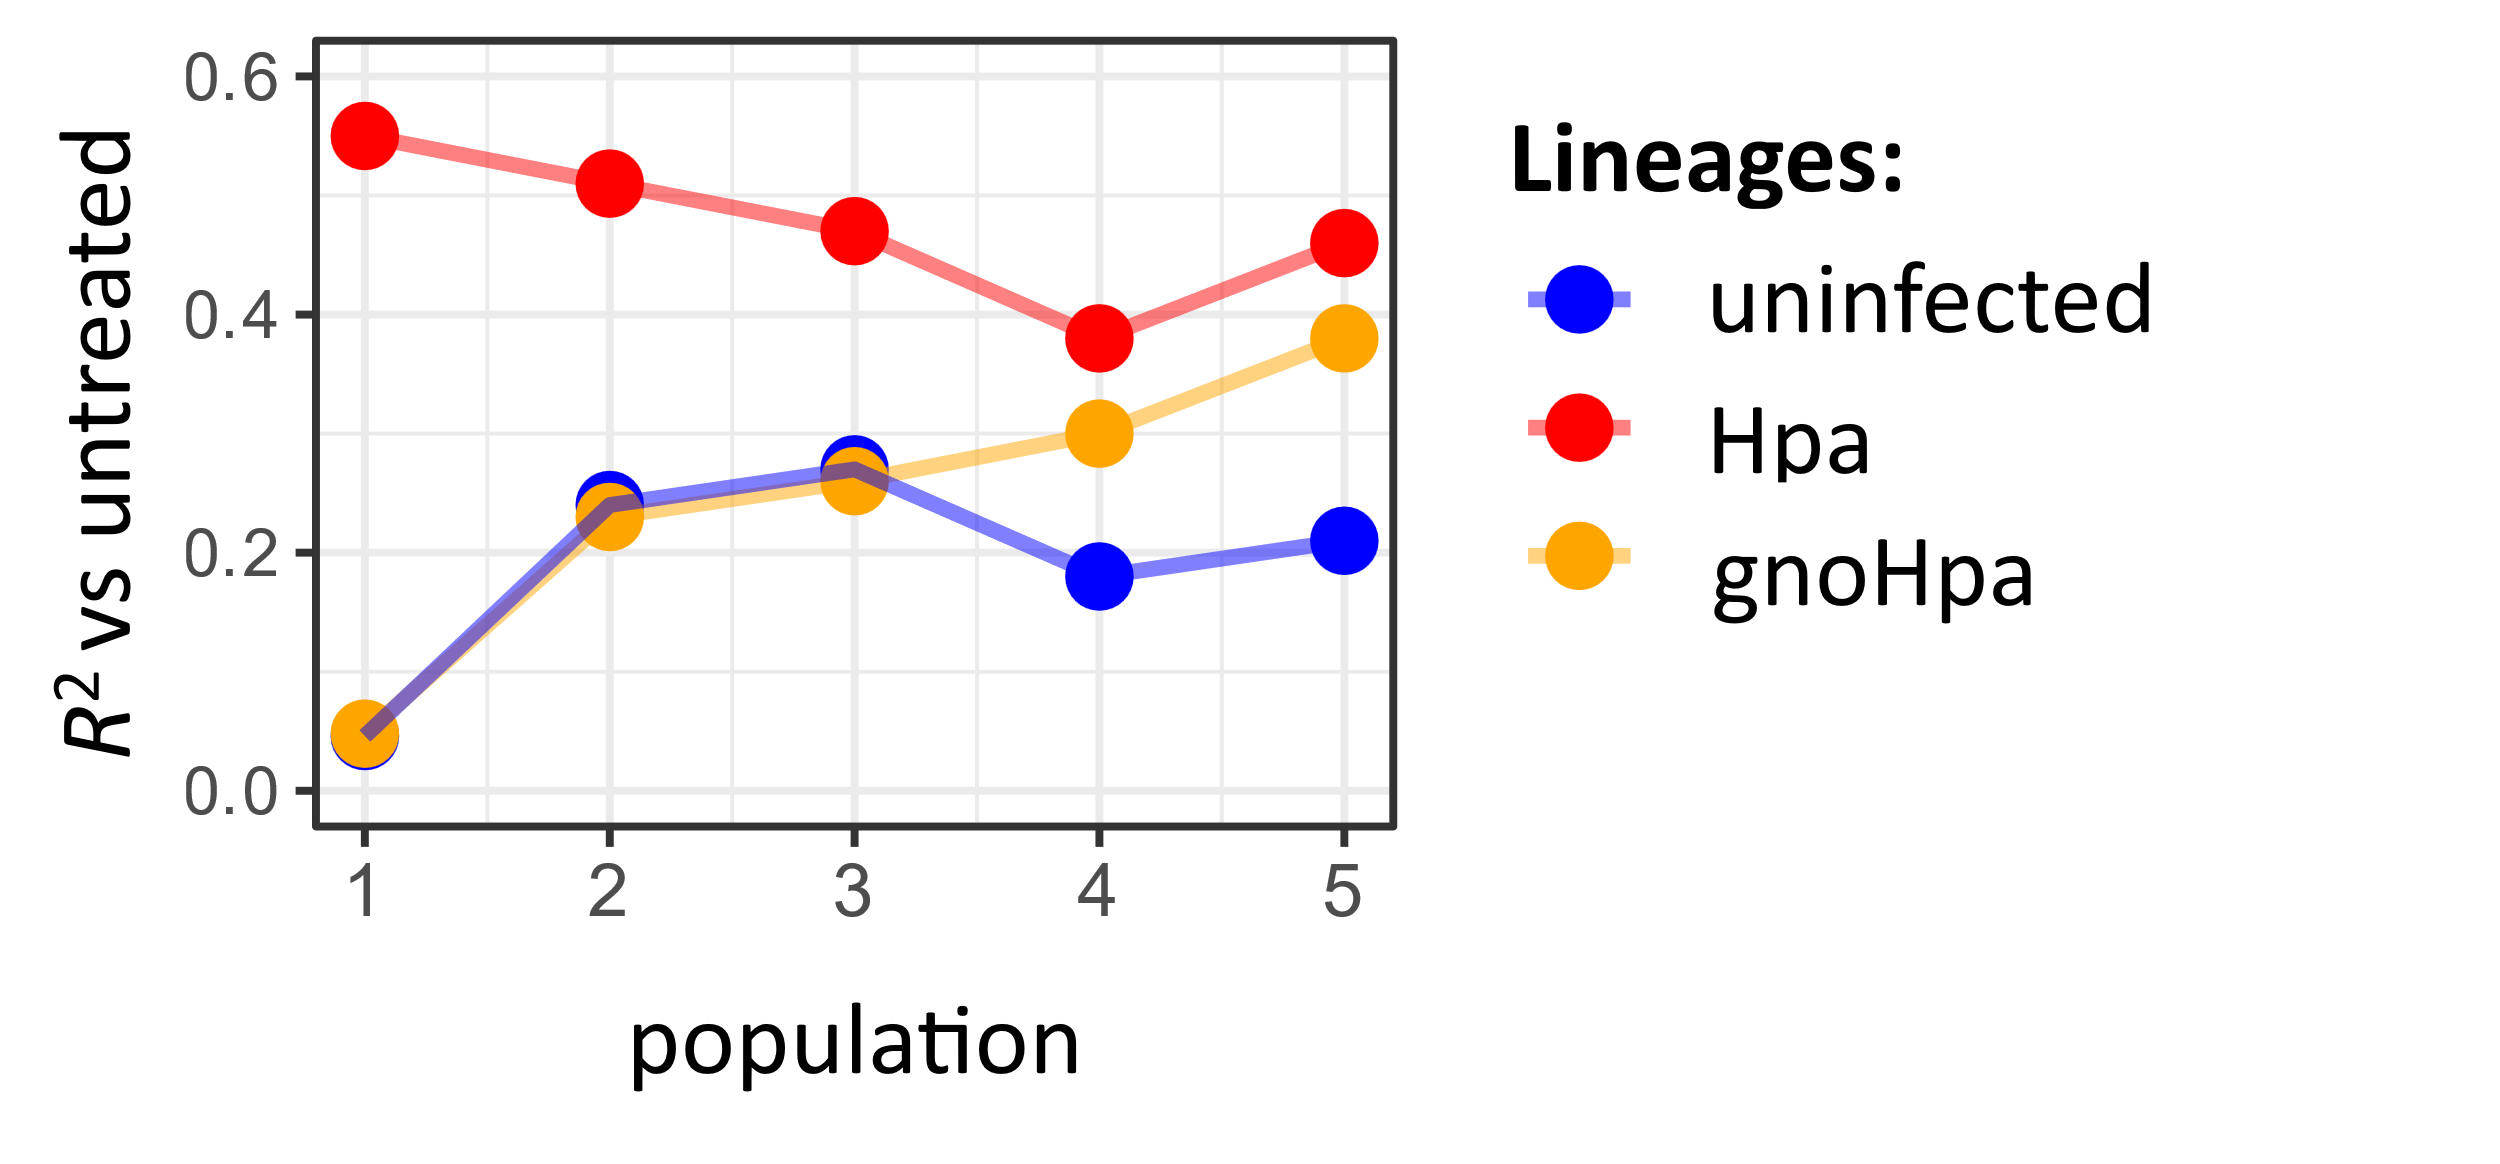 R² vs untreated
0.6
0.4
0.2
0.0
1 2 3 4 5
population
Lineages:
uninfected
Hpa
gnoHpa